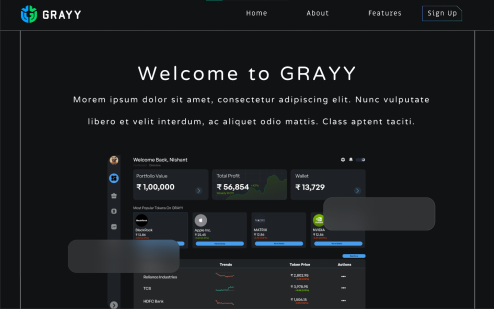 GRAYY
Home About Features Sign Up
Welcome to GRAYY
Morem ipsum dolor sit amet, consectetur adipiscing elit. Nunc vulputate
libero et velit interdum, ac aliquet odio mattis. Class aptent taciti.
Welcome Back, Nishant
Portfolio Value Total Profit Wallet
₹ 1,00,000 ₹ 56,854 ₹ 13,729
Most Popular Tokens On GRAYY
BlackRock Apple Inc. NVIDIA
Trends Token Price Actions
Reliance Industries
TCS
HDFC Bank